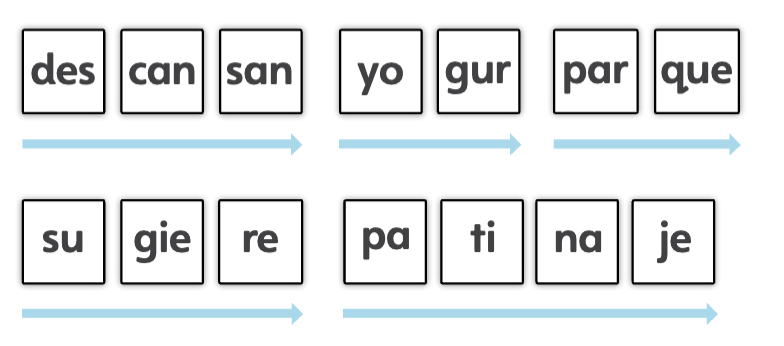 des can san yo gur par que
su gie re pa ti na je